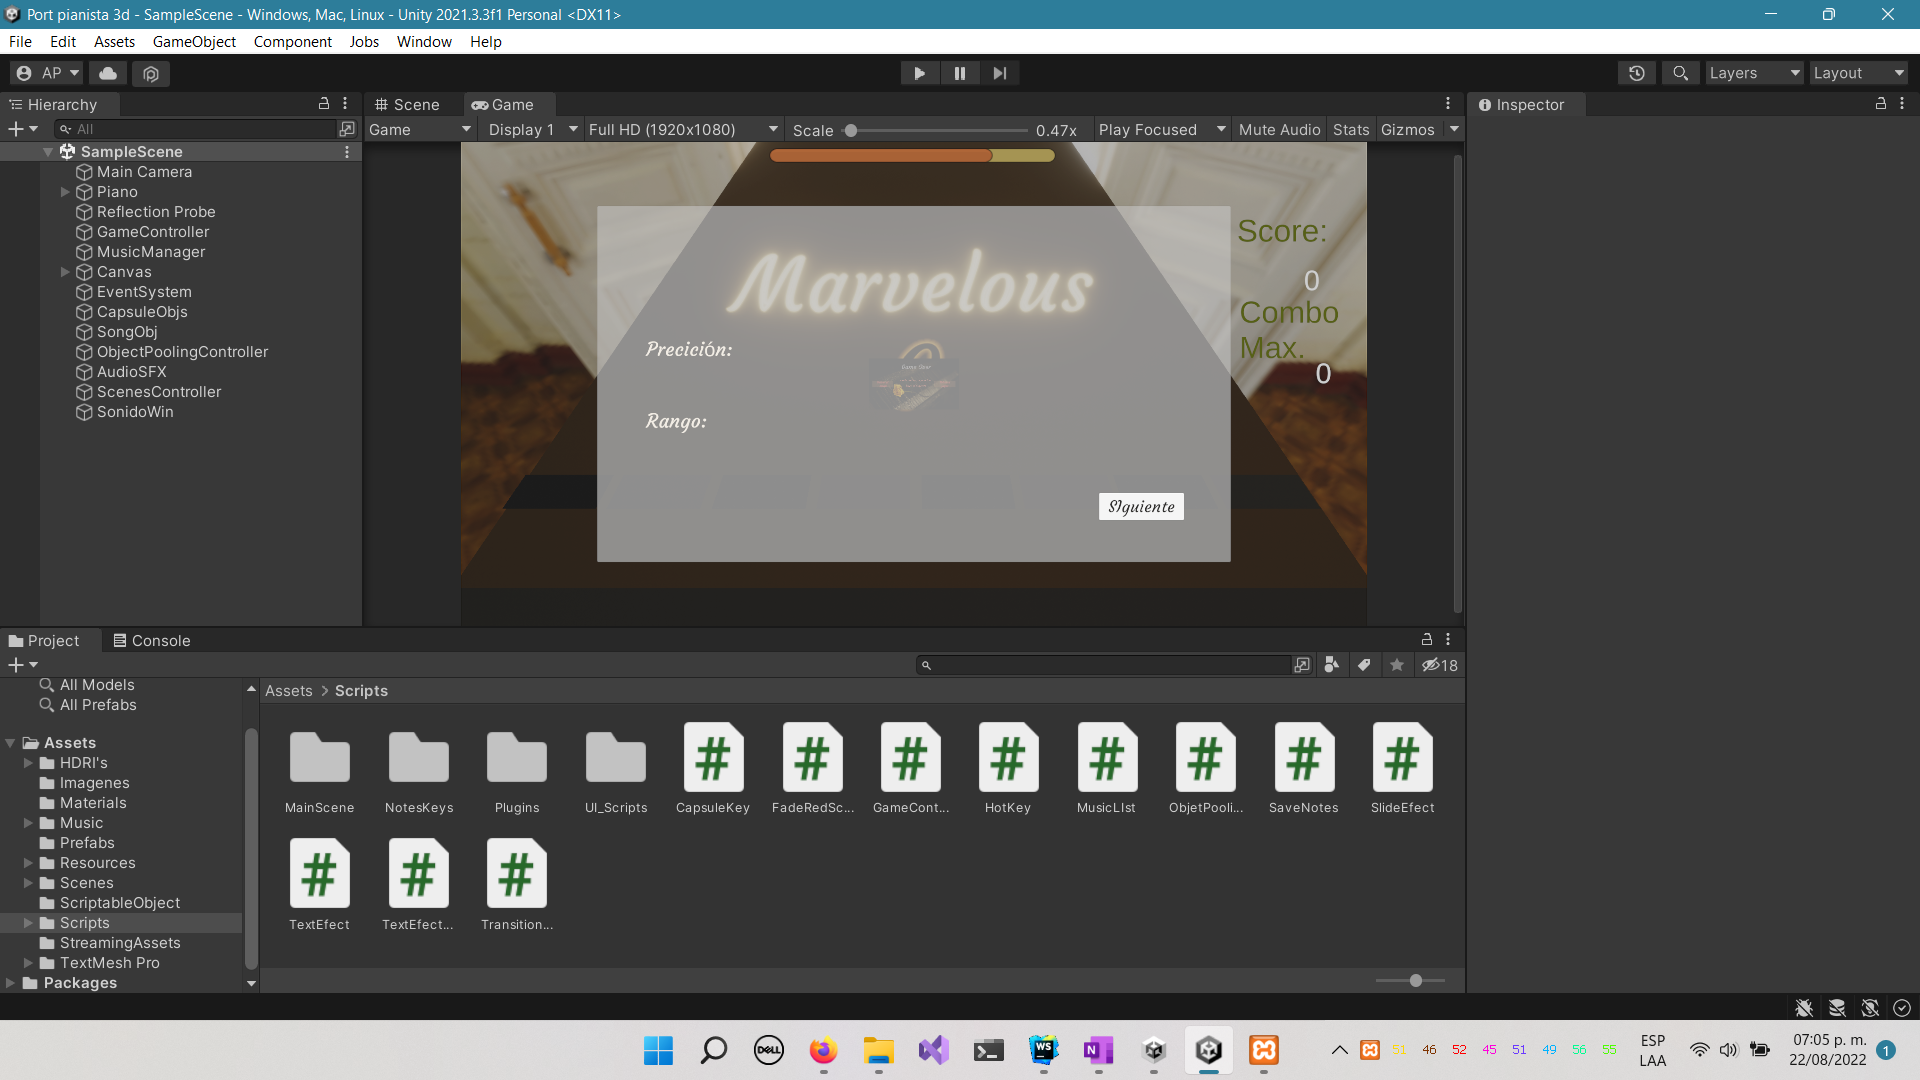 Port pianista 3d - SampleScene - Windows, Mac, Linux - Unity 2021.3.3f1 Personal <DX11>
File Edit Assets GameObject Component Jobs Window Help
AP
Layers
Layout
Hierarchy
All
SampleScene
Main Camera
Piano
Reflection Probe
GameController
MusicManager
Canvas
EventSystem
CapsuleObjs
SongObj
ObjectPoolingController
AudioSFX
ScenesController
SonidoWin
Scene
Game
Game
Display 1
Full HD (1920x1080)
Scale
0.47x
Play Focused
Mute Audio
Stats
Gizmos
Marvelous
Precición:
Rango:
SIguiente
Score:
0
Combo
Max.
0
Inspector
Project
Console
18
All Models
All Prefabs
Assets
HDRI's
Imagenes
Materials
Music
Prefabs
Resources
Scenes
ScriptableObject
Scripts
StreamingAssets
TextMesh Pro
Packages
Assets > Scripts
MainScene
NotesKeys
Plugins
UI_Scripts
CapsuleKey
FadeRedSc...
GameCont...
HotKey
MusicLIst
ObjetPooli...
SaveNotes
SlideEfect
TextEfect
TextEfect...
Transition...
DELL
WS
N
51 46 52 45 51 49 56 55
ESP
LAA
07:05 p. m.
22/08/2022
1